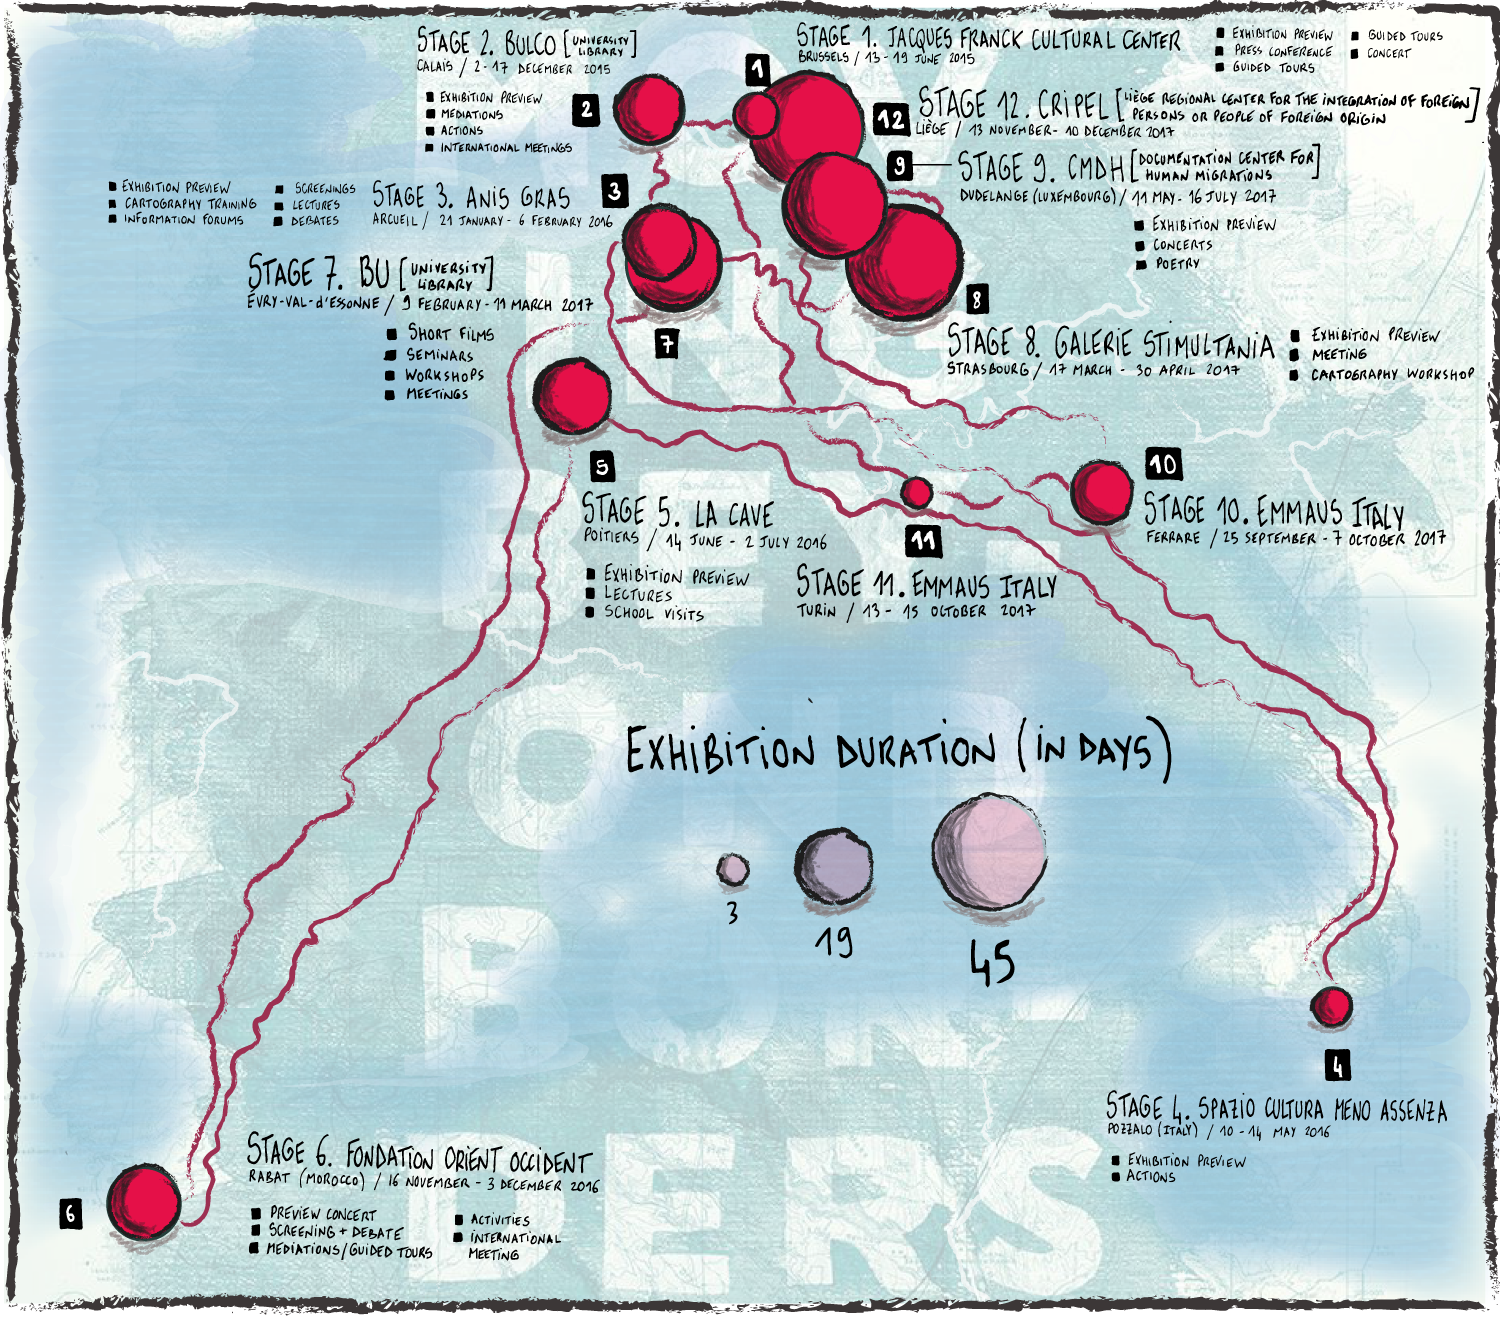 STAGE 2. BULCO [UNIVERSITY LIBRARY]
CALAIS / 2-17 DECEMBER 2015
EXHIBITION PREVIEW
MEDIATIONS
ACTIONS
INTERNATIONAL MEETINGS
2
1
STAGE 1. JACQUES FRANCK CULTURAL CENTER
BRUSSELS / 13-19 JUNE 2015
EXHIBITION PREVIEW
PRESS CONFERENCE
GUIDED TOURS
GUIDED TOURS
CONCERT
12
STAGE 12. CRIPEL [LIÈGE REGIONAL CENTER FOR THE INTEGRATION OF FOREIGN PERSONS OR PEOPLE OF FOREIGN ORIGIN]
LIÈGE / 13 NOVEMBER - 10 DECEMBER 2017
9
STAGE 9. CMDH [DOCUMENTATION CENTER FOR HUMAN MIGRATIONS]
DUDELANGE (LUXEMBOURG) / 11 MAY - 16 JULY 2017
EXHIBITION PREVIEW
CONCERTS
POETRY
EXHIBITION PREVIEW
CARTOGRAPHY TRAINING
INFORMATION FORUMS
SCREENINGS
LECTURES
DEBATES
STAGE 3. ANIS GRAS
ARCUEIL / 21 JANUARY - 6 FEBRUARY 2016
3
STAGE 7. BU [UNIVERSITY LIBRARY]
ÉVRY-VAL-d'ESSONNE / 9 FEBRUARY - 11 MARCH 2017
SHORT FILMS
SEMINARS
WORKSHOPS
MEETINGS
7
8
STAGE 8. GALERIE STIMULTANIA
STRASBOURG / 17 MARCH - 30 APRIL 2017
EXHIBITION PREVIEW
MEETING
CARTOGRAPHY WORKSHOP
5
STAGE 5. LA CAVE
POITIERS / 14 JUNE - 2 JULY 2016
EXHIBITION PREVIEW
LECTURES
SCHOOL VISITS
10
STAGE 10. EMMAUS ITALY
FERRARE / 25 SEPTEMBER - 7 OCTOBER 2017
11
STAGE 11. EMMAUS ITALY
TURIN / 13 - 15 OCTOBER 2017
EXHIBITION DURATION (IN DAYS)
3
19
45
4
STAGE 4. SPAZIO CULTURA MENO ASSENZA
POZZALO (ITALY) / 10 - 14 MAY 2016
EXHIBITION PREVIEW
ACTIONS
6
STAGE 6. FONDATION ORIENT OCCIDENT
RABAT (MOROCCO) / 16 NOVEMBER - 3 DECEMBER 2016
PREVIEW CONCERT
SCREENING + DEBATE
MEDIATIONS/GUIDED TOURS
ACTIVITIES
INTERNATIONAL
MEETING
MOV
ING
BEY
OND
BOR
DERS